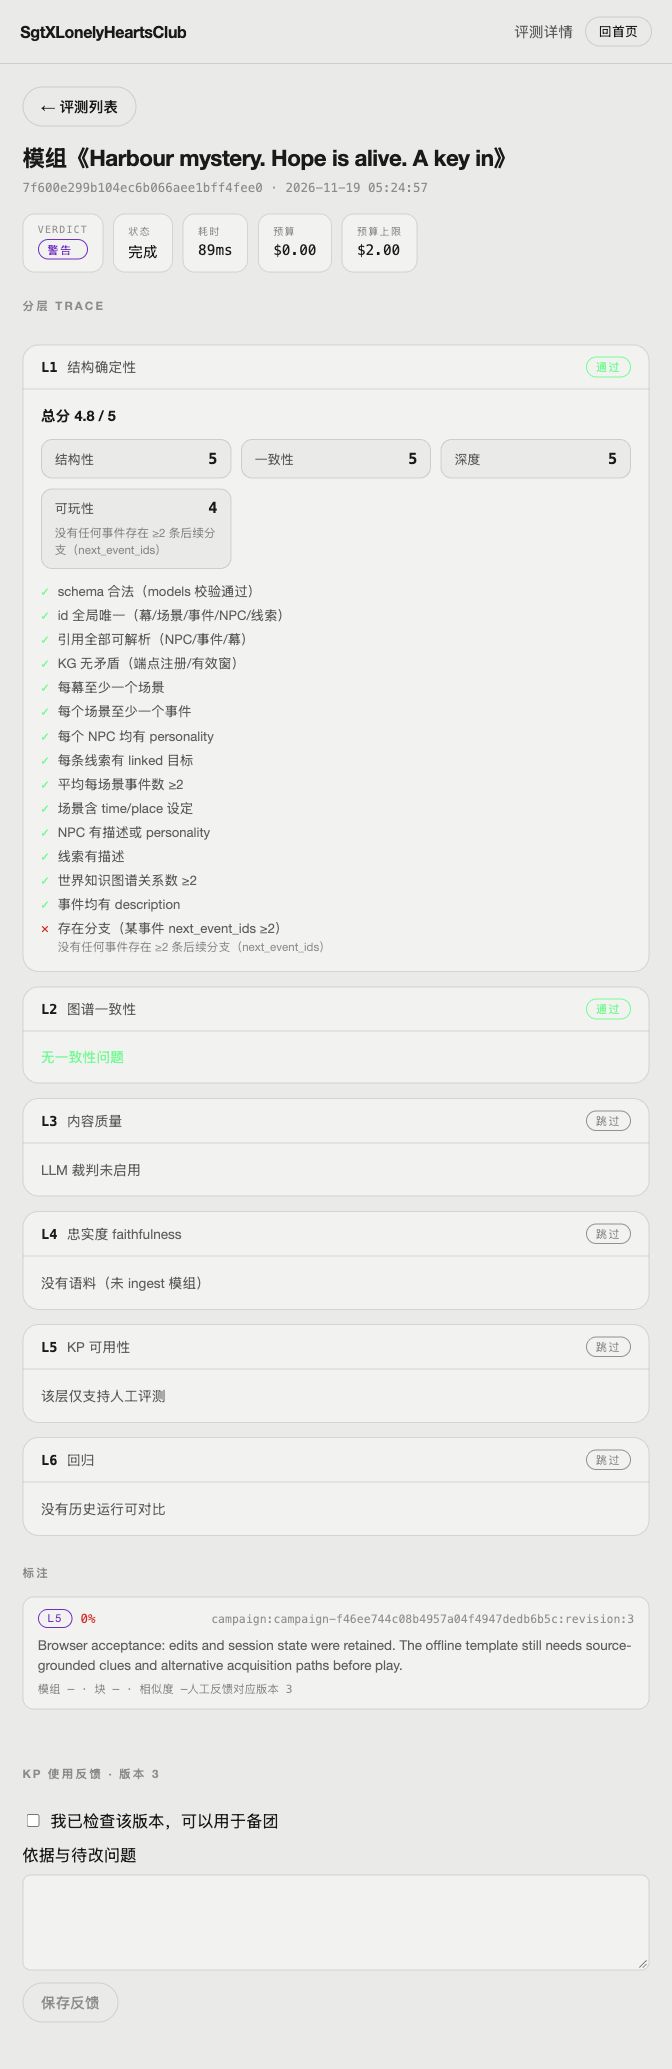 SgtXLonelyHeartsClub
评测详情 回首页
← 评测列表
模组《Harbour mystery. Hope is alive. A key in》
7f600e299b104ec6b066aee1bff4fee0 · 2026-11-19 05:24:57
VERDICT 状态 耗时 预算 预算上限
警告 完成 89ms $0.00 $2.00
分层 TRACE
L1 结构确定性 通过
总分 4.8 / 5
结构性 5 一致性 5 深度 5
可玩性 4
没有任何事件存在 ≥2 条后续分
支（next_event_ids）
✓ schema 合法（models 校验通过）
✓ id 全局唯一（幕/场景/事件/NPC/线索）
✓ 引用全部可解析（NPC/事件/幕）
✓ KG 无矛盾（端点注册/有效窗）
✓ 每幕至少一个场景
✓ 每个场景至少一个事件
✓ 每个 NPC 均有 personality
✓ 每条线索有 linked 目标
✓ 平均每场景事件数 ≥2
✓ 场景含 time/place 设定
✓ NPC 有描述或 personality
✓ 线索有描述
✓ 世界知识图谱关系数 ≥2
✓ 事件均有 description
× 存在分支（某事件 next_event_ids ≥2）
没有任何事件存在 ≥2 条后续分支（next_event_ids）
L2 图谱一致性 通过
无一致性问题
L3 内容质量 跳过
LLM 裁判未启用
L4 忠实度 faithfulness 跳过
没有语料（未 ingest 模组）
L5 KP 可用性 跳过
该层仅支持人工评测
L6 回归 跳过
没有历史运行可对比
标注
L5 0% campaign:campaign-f46ee744c08b4957a04f4947dedb6b5c:revision:3
Browser acceptance: edits and session state were retained. The offline template still needs source-
grounded clues and alternative acquisition paths before play.
模组 — · 块 — · 相似度 —人工反馈对应版本 3
KP 使用反馈 · 版本 3
我已检查该版本，可以用于备团
依据与待改问题
保存反馈